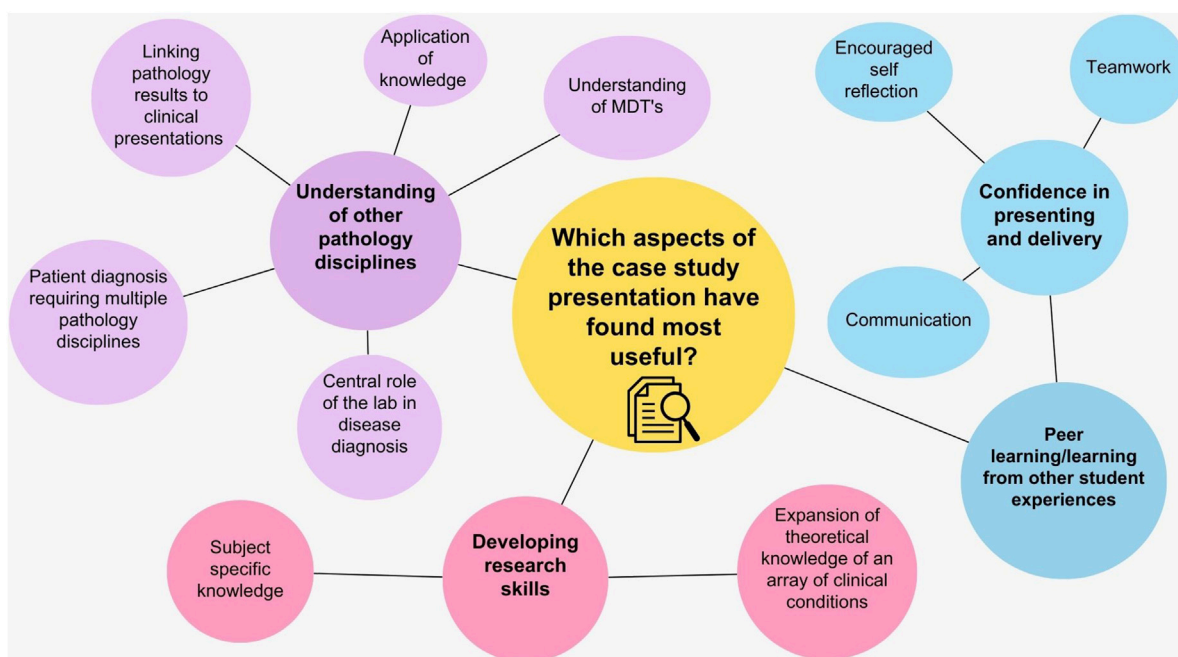 Linking
pathology
results to
clinical
presentations
Application
of
knowledge
Understanding
of MDT's
Understanding
of other
pathology
disciplines
Patient diagnosis
requiring multiple
pathology
disciplines
Central role
of the lab in
disease
diagnosis
Which aspects of
the case study
presentation have
found most
useful?
Encouraged
self
reflection
Teamwork
Confidence in
presenting
and delivery
Communication
Peer
learning/learning
from other student
experiences
Developing
research
skills
Subject
specific
knowledge
Expansion of
theoretical
knowledge of an
array of clinical
conditions